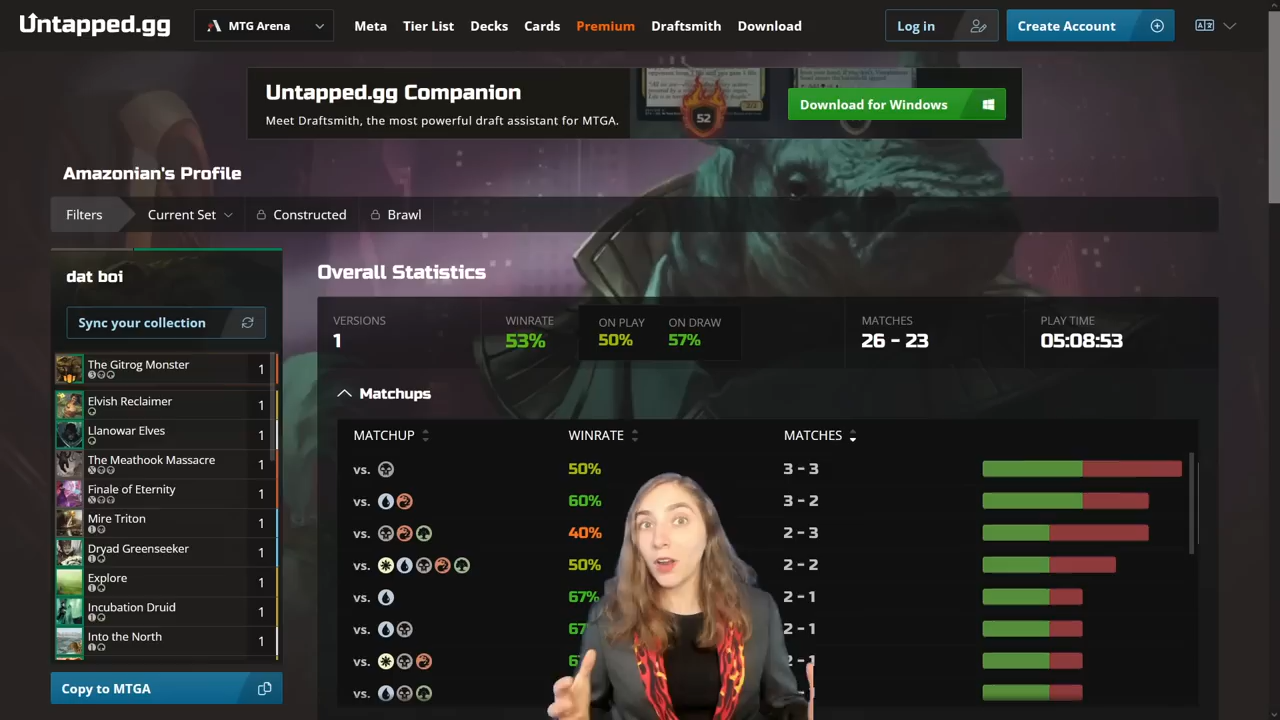 Untapped.gg
MTG Arena
Meta Tier List Decks Cards Premium Draftsmith Download
Log in
Create Account
Untapped.gg Companion
Meet Draftsmith, the most powerful draft assistant for MTGA.
52
Download for Windows
Amazonian's Profile
Filters Current Set Constructed Brawl
dat boi
Sync your collection
The Gitrog Monster 1
Elvish Reclaimer 1
Llanowar Elves 1
The Meathook Massacre 1
Finale of Eternity 1
Mire Triton 1
Dryad Greenseeker 1
Explore 1
Incubation Druid 1
Into the North 1
Copy to MTGA
Overall Statistics
VERSIONS WINRATE ON PLAY ON DRAW MATCHES PLAY TIME
1 53% 50% 57% 26 - 23 05:08:53
Matchups
MATCHUP WINRATE MATCHES
vs. 50% 3 - 3
vs. 60% 3 - 2
vs. 40% 2 - 3
vs. 50% 2 - 2
vs. 67% 2 - 1
vs. 67 2 - 1
vs. 2 - 1
vs. 2 -